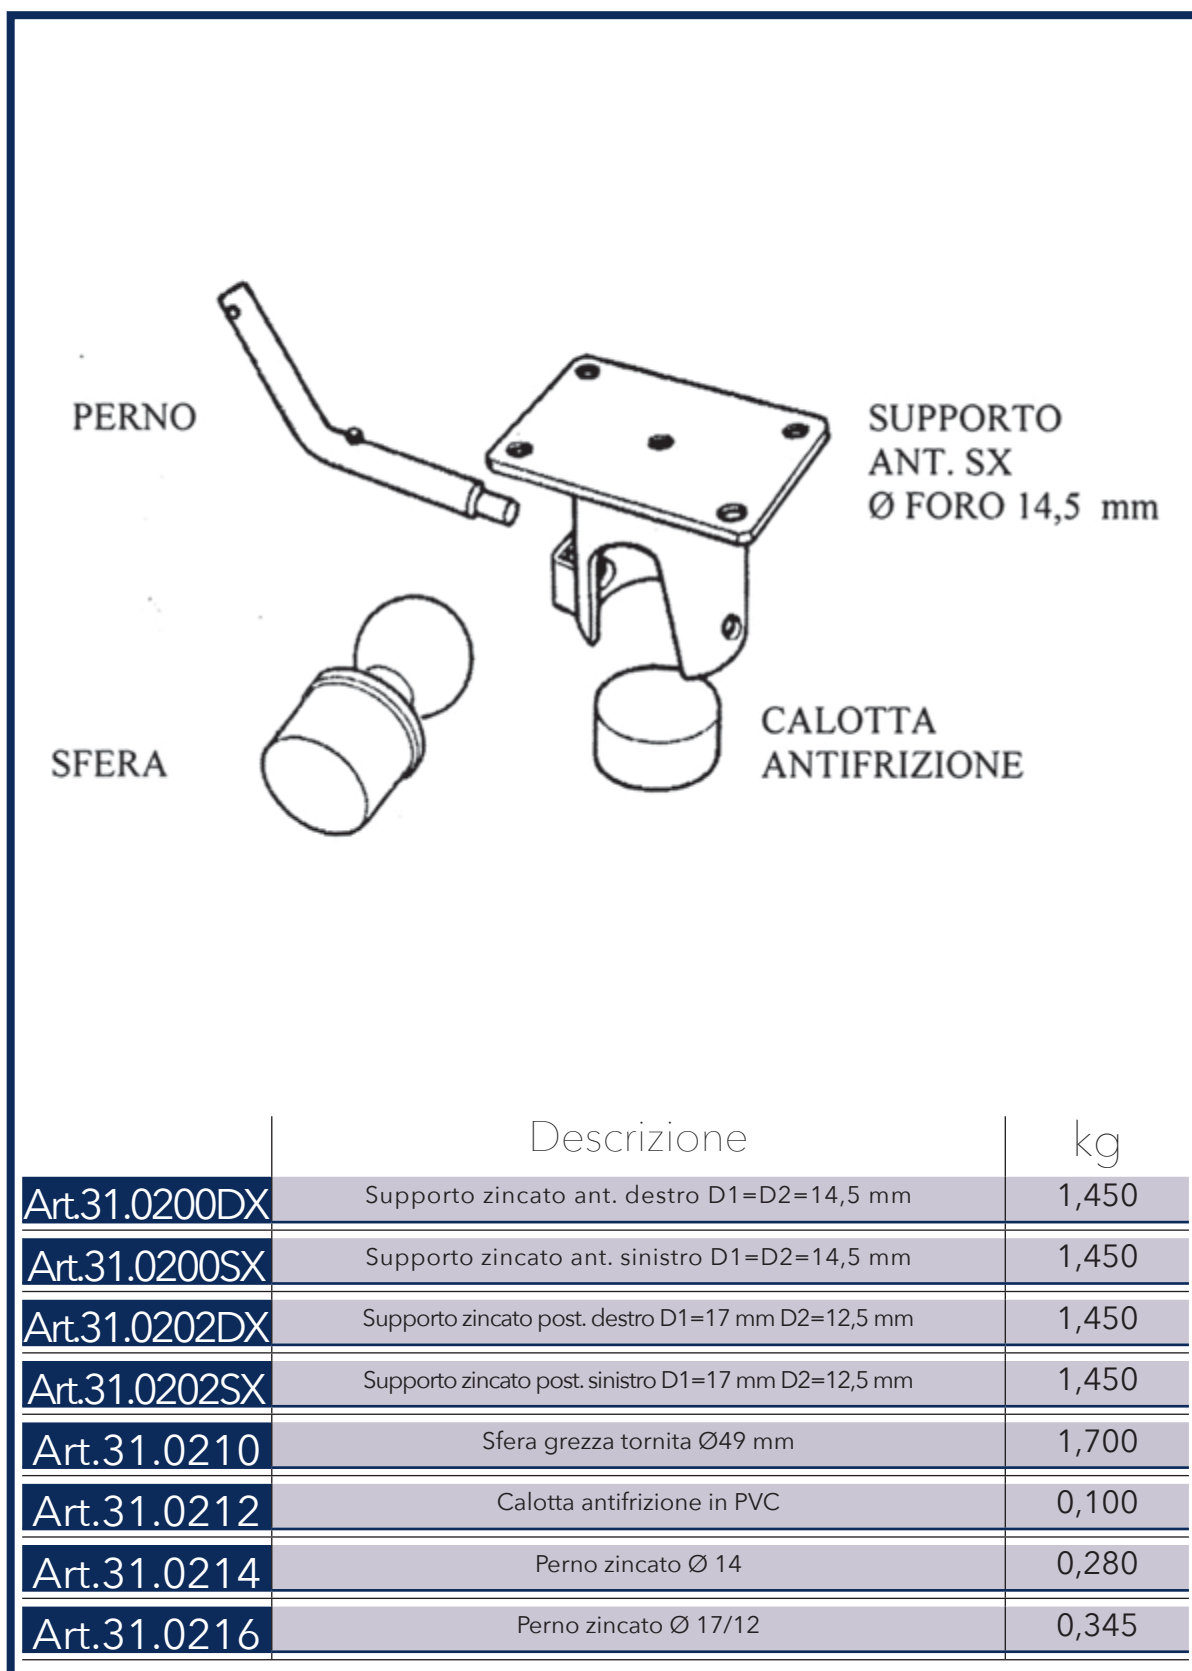 PERNO
SUPPORTO
ANT. SX
Ø FORO 14,5 mm
SFERA
CALOTTA
ANTIFRIZIONE
Descrizione kg
Art.31.0200DX Supporto zincato ant. destro D1=D2=14,5 mm 1,450
Art.31.0200SX Supporto zincato ant. sinistro D1=D2=14,5 mm 1,450
Art.31.0202DX Supporto zincato post. destro D1=17 mm D2=12,5 mm 1,450
Art.31.0202SX Supporto zincato post. sinistro D1=17 mm D2=12,5 mm 1,450
Art.31.0210 Sfera grezza tornita Ø49 mm 1,700
Art.31.0212 Calotta antifrizione in PVC 0,100
Art.31.0214 Perno zincato Ø 14 0,280
Art.31.0216 Perno zincato Ø 17/12 0,345